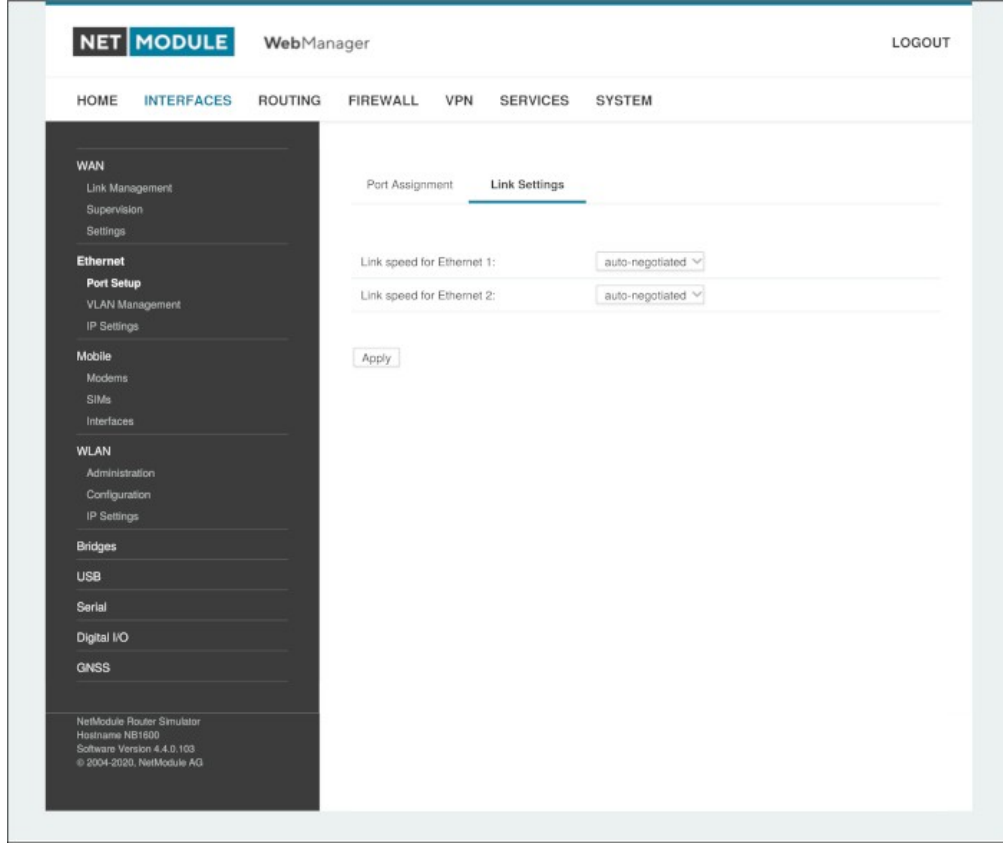 NET MODULE WebManager LOGOUT
HOME INTERFACES ROUTING FIREWALL VPN SERVICES SYSTEM
WAN
Link Management
Supervision
Settings
Ethernet
Port Setup
VLAN Management
IP Settings
Mobile
Modems
SIMs
Interfaces
WLAN
Administration
Configuration
IP Settings
Bridges
USB
Serial
Digital I/O
GNSS
NetModule Router Simulator
Hostname NB1600
Software Version 4.4.0.103
© 2004-2020, NetModule AG
Port Assignment Link Settings
Link speed for Ethernet 1: auto-negotiated
Link speed for Ethernet 2: auto-negotiated
Apply